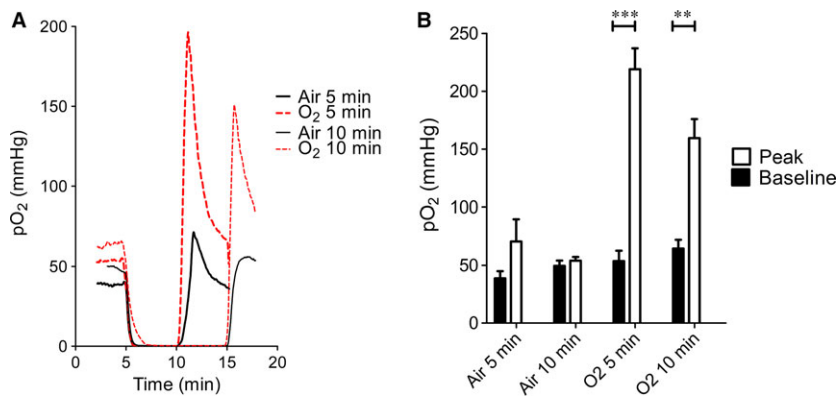 A
pO₂ (mmHg)
200
150
100
50
0
0 5 10 15 20
Time (min)
Air 5 min
O₂ 5 min
Air 10 min
O₂ 10 min
B
*** **
pO₂ (mmHg)
250
200
150
100
50
0
Air 5 min
Air 10 min
O2 5 min
O2 10 min
Peak
Baseline